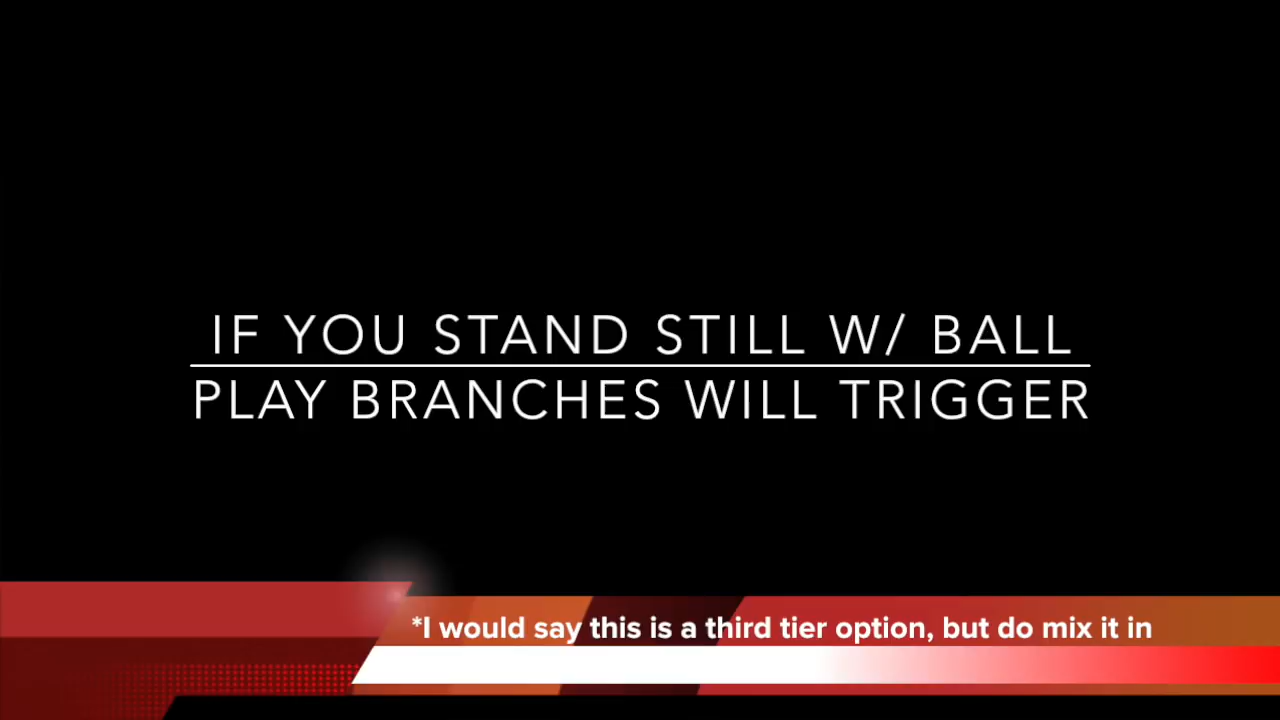 IF YOU STAND STILL W/ BALL
PLAY BRANCHES WILL TRIGGER
*I would say this is a third tier option, but do mix it in